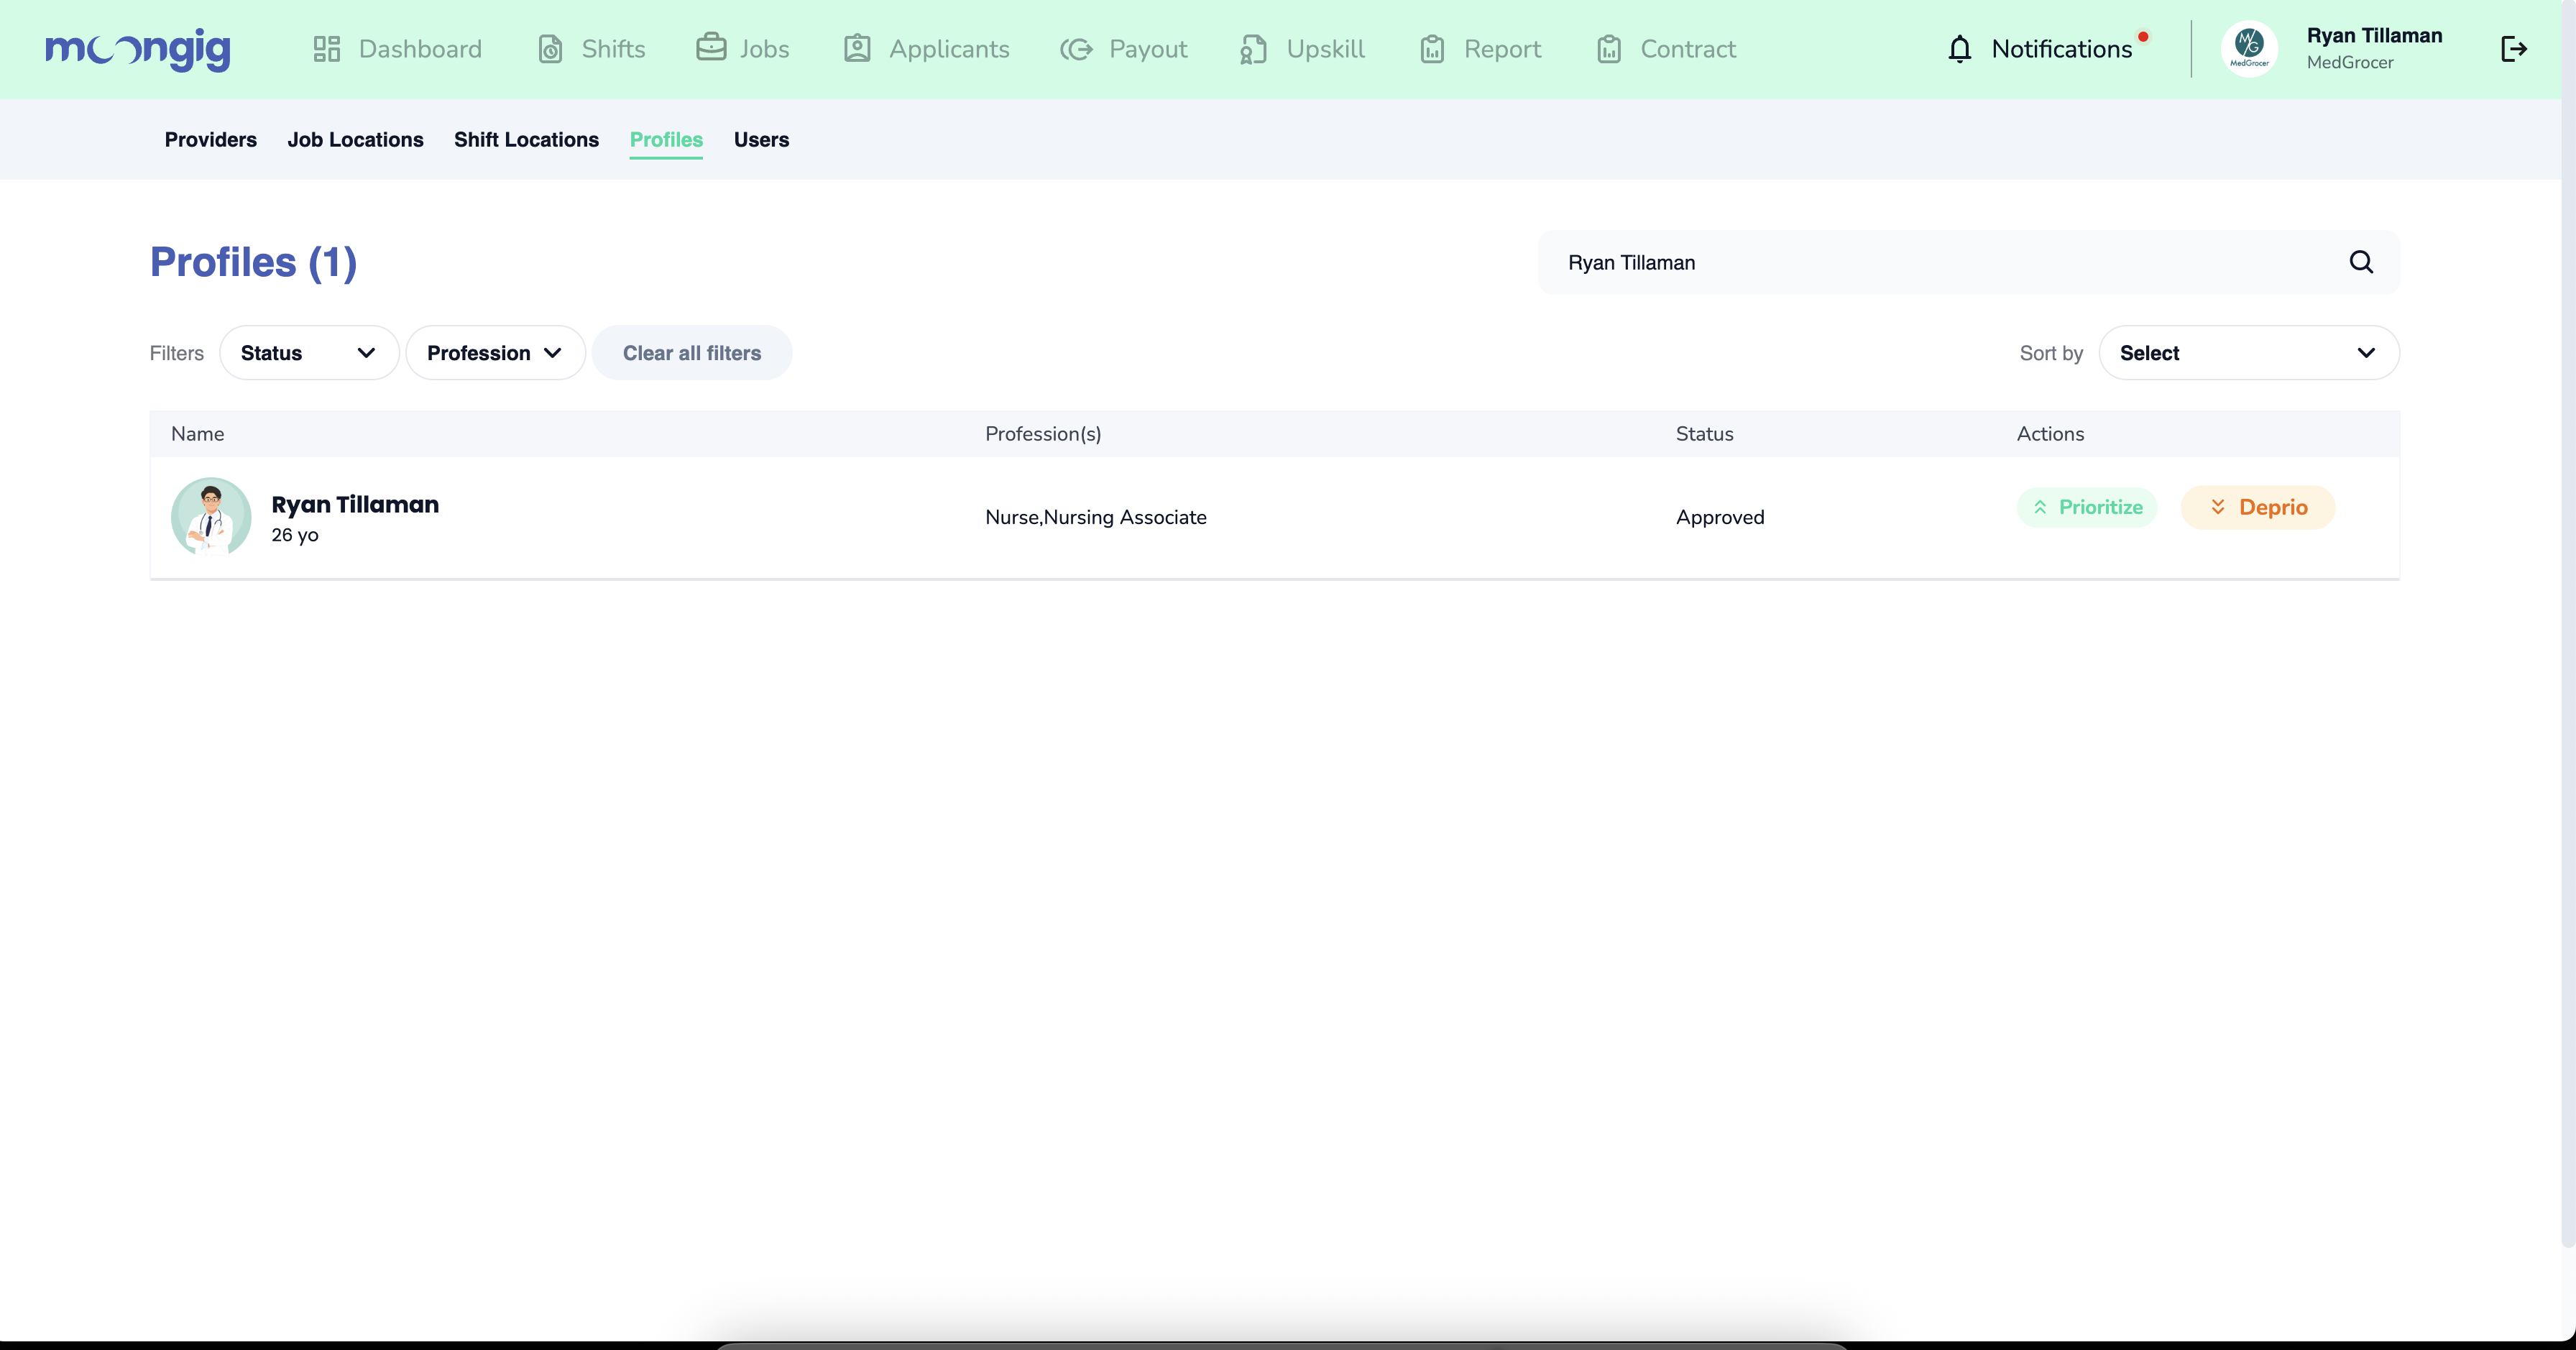 moongig Dashboard Shifts Jobs Applicants Payout Upskill Report Contract Notifications Ryan Tillaman
MedGrocer
M/G
MedGrocer
Providers Job Locations Shift Locations Profiles Users
Profiles (1)
Ryan Tillaman
Filters Status Profession Clear all filters Sort by Select
Name Profession(s) Status Actions
Ryan Tillaman
26 yo
Nurse,Nursing Associate Approved Prioritize Deprio